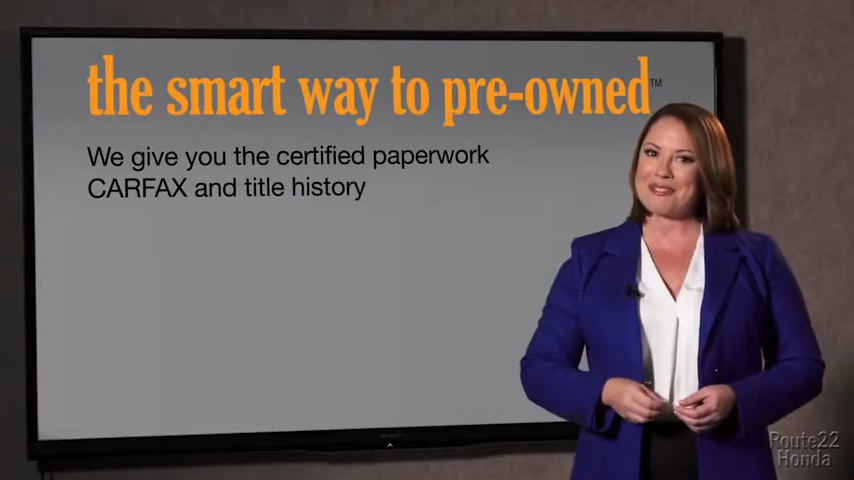 the smart way to pre-owned™
We give you the certified paperwork
CARFAX and title history
Route22
Honda